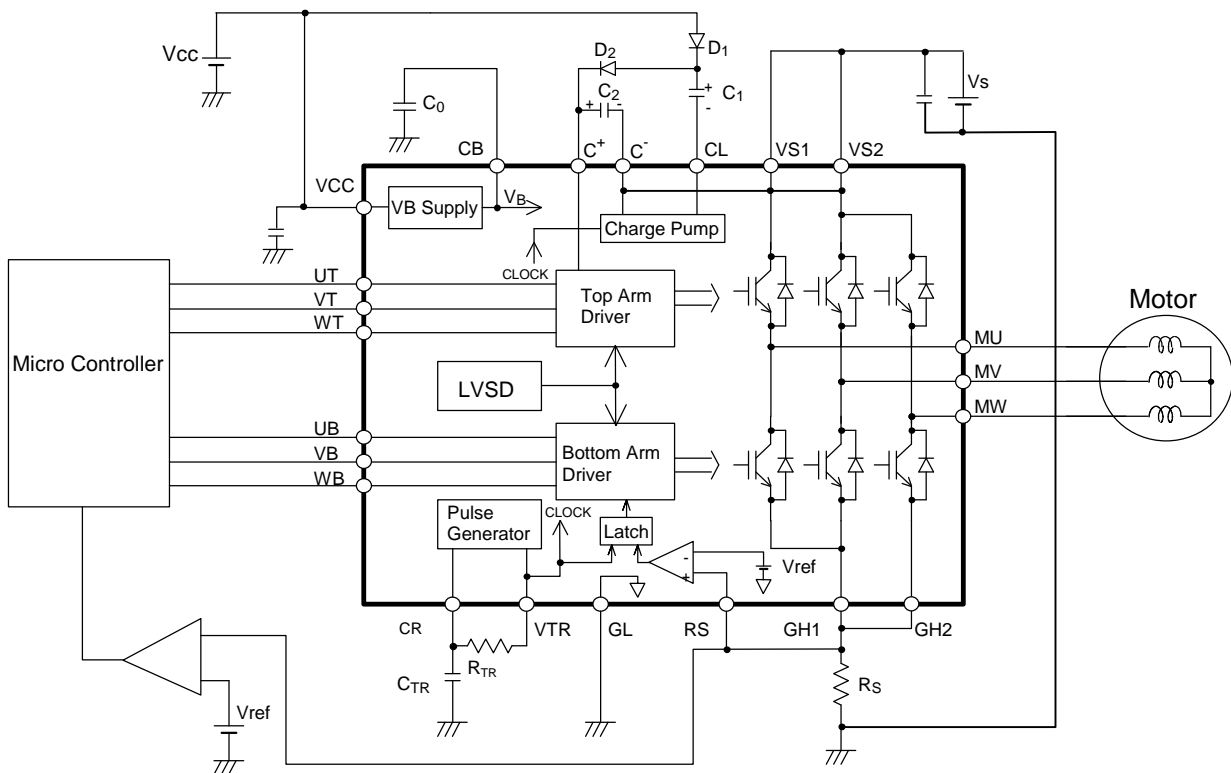 Vcc
D2
D1
C2
+
-
+
-
C1
C0
Vs
CB
C+
C-
CL
VS1
VS2
VCC
VB Supply
VB
Charge Pump
CLOCK
UT
VT
WT
Top Arm
Driver
Motor
Micro Controller
MU
MV
MW
LVSD
UB
VB
WB
Bottom Arm
Driver
Pulse
Generator
CLOCK
Latch
-
+
Vref
CR
VTR
GL
RS
GH1
GH2
RTR
CTR
RS
Vref